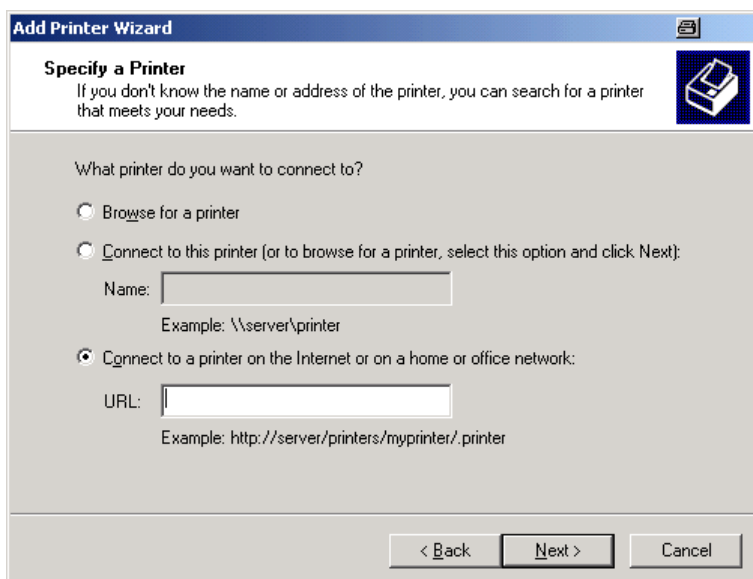 Add Printer Wizard
Specify a Printer
If you don't know the name or address of the printer, you can search for a printer
that meets your needs.
What printer do you want to connect to?
Browse for a printer
Connect to this printer (or to browse for a printer, select this option and click Next):
Name:
Example: \\server\printer
Connect to a printer on the Internet or on a home or office network:
URL:
Example: http://server/printers/myprinter/.printer
< Back Next > Cancel